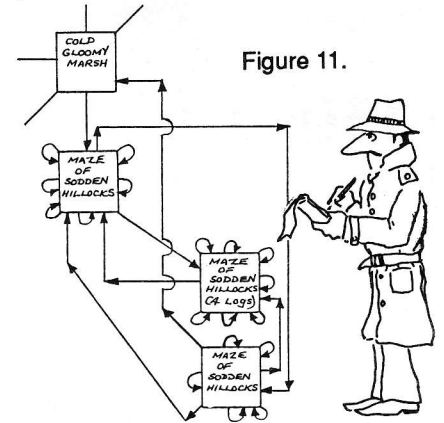 COLD
GLOOMY
MARSH
Figure 11.
MAZE
OF
SODDEN
HILLOCKS
MAZE
OF
SODDEN
HILLOCKS
(4 LOGS)
MAZE
OF
SODDEN
HILLOCKS